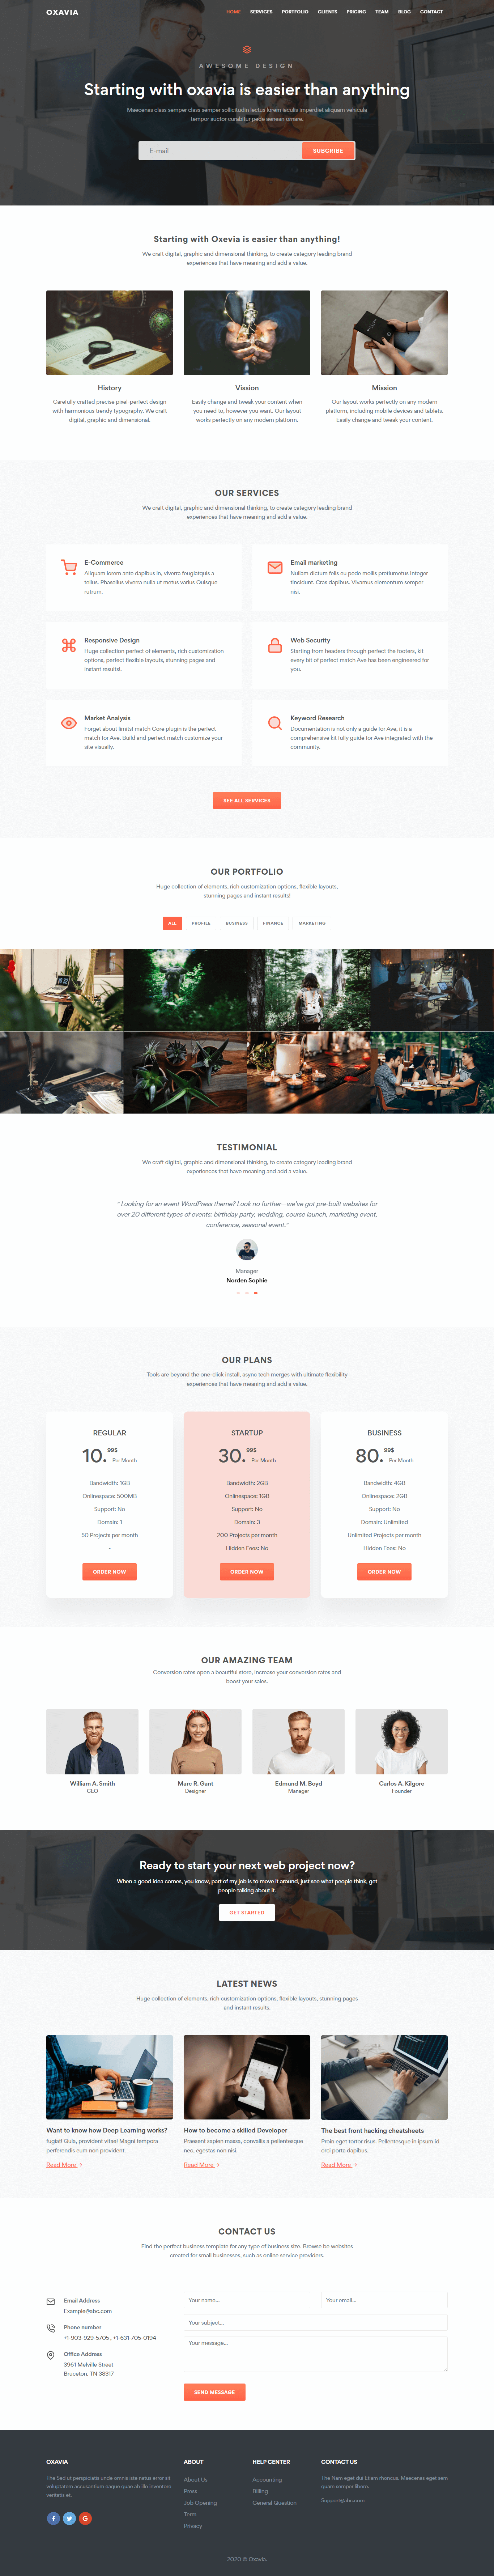 OXAVIA
HOME SERVICES PORTFOLIO CLIENTS PRICING TEAM BLOG CONTACT
AWESOME DESIGN
Starting with oxavia is easier than anything
Maecenas class semper class semper sollicitudin lectus lorem iaculis imperdiet aliquam vehicula
tempor auctor curabitur pede aenean ornare.
E-mail
SUBCRIBE
Starting with Oxevia is easier than anything!
We craft digital, graphic and dimensional thinking, to create category leading brand
experiences that have meaning and add a value.
History
Carefully crafted precise pixel-perfect design
with harmonious trendy typography. We craft
digital, graphic and dimensional.
Vission
Easily change and tweak your content when
you need to, however you want. Our layout
works perfectly on any modern platform.
Mission
Our layout works perfectly on any modern
platform, including mobile devices and tablets.
Easily change and tweak your content.
OUR SERVICES
We craft digital, graphic and dimensional thinking, to create category leading brand
experiences that have meaning and add a value.
E-Commerce
Aliquam lorem ante dapibus in, viverra feugiatquis a
tellus. Phasellus viverra nulla ut metus varius Quisque
rutrum.
Email marketing
Nullam dictum felis eu pede mollis pretiumetus Integer
tincidunt. Cras dapibus. Vivamus elementum semper
nisi.
Responsive Design
Huge collection perfect of elements, rich customization
options, perfect flexible layouts, stunning pages and
instant results!.
Web Security
Starting from headers through perfect the footers, kit
every bit of perfect match Ave has been engineered for
you.
Market Analysis
Forget about limits! match Core plugin is the perfect
match for Ave. Build and perfect match customize your
site visually.
Keyword Research
Documentation is not only a guide for Ave, it is a
comprehensive kit fully guide for Ave integrated with the
community.
SEE ALL SERVICES
OUR PORTFOLIO
Huge collection of elements, rich customization options, flexible layouts,
stunning pages and instant results!
ALL PROFILE BUSINESS FINANCE MARKETING
TESTIMONIAL
We craft digital, graphic and dimensional thinking, to create category leading brand
experiences that have meaning and add a value.
" Looking for an event WordPress theme? Look no further—we've got pre-built websites for
over 20 different types of events: birthday party, wedding, course launch, marketing event,
conference, seasonal event."
Manager
Norden Sophie
OUR PLANS
Tools are beyond the one-click install, async tech merges with ultimate flexibility
experiences that have meaning and add a value.
REGULAR
10. 99$ Per Month
Bandwidth: 1GB
Onlinespace: 500MB
Support: No
Domain: 1
50 Projects per month
-
ORDER NOW
STARTUP
30. 99$ Per Month
Bandwidth: 2GB
Onlinespace: 1GB
Support: No
Domain: 3
200 Projects per month
Hidden Fees: No
ORDER NOW
BUSINESS
80. 99$ Per Month
Bandwidth: 4GB
Onlinespace: 2GB
Support: No
Domain: Unlimited
Unlimited Projects per month
Hidden Fees: No
ORDER NOW
OUR AMAZING TEAM
Conversion rates open a beautiful store, increase your conversion rates and
boost your sales.
William A. Smith
CEO
Marc R. Gant
Designer
Edmund M. Boyd
Manager
Carlos A. Kilgore
Founder
Ready to start your next web project now?
When a good idea comes, you know, part of my job is to move it around, just see what people think, get
people talking about it.
GET STARTED
LATEST NEWS
Huge collection of elements, rich customization options, flexible layouts, stunning pages
and instant results.
Want to know how Deep Learning works?
fugiat! Quia, provident vitae! Magni tempora
perferendis eum non provident.
Read More →
How to become a skilled Developer
Praesent sapien massa, convallis a pellentesque
nec, egestas non nisi.
Read More →
The best front hacking cheatsheets
Proin eget tortor risus. Pellentesque in ipsum id
orci porta dapibus.
Read More →
CONTACT US
Find the perfect business template for any type of business size. Browse we websites
created for small businesses, such as online service providers.
Email Address
Example@abc.com
Phone number
+1-903-929-5705 , +1-631-705-0194
Office Address
3961 Melville Street
Bruceton, TN 38317
Your name...
Your email...
Your subject...
Your message...
SEND MESSAGE
OXAVIA
The Sed ut perspiciatis unde omnis iste natus error sit
voluptatem accusantium eaque quae ab illo inventore
veritatis et.
ABOUT
About Us
Press
Job Opening
Term
Privacy
HELP CENTER
Accounting
Billing
General Question
CONTACT US
The Nam eget dui Etiam rhoncus. Maecenas eget sem
quam semper libero.
Support@abc.com
2020 © Oxavia.